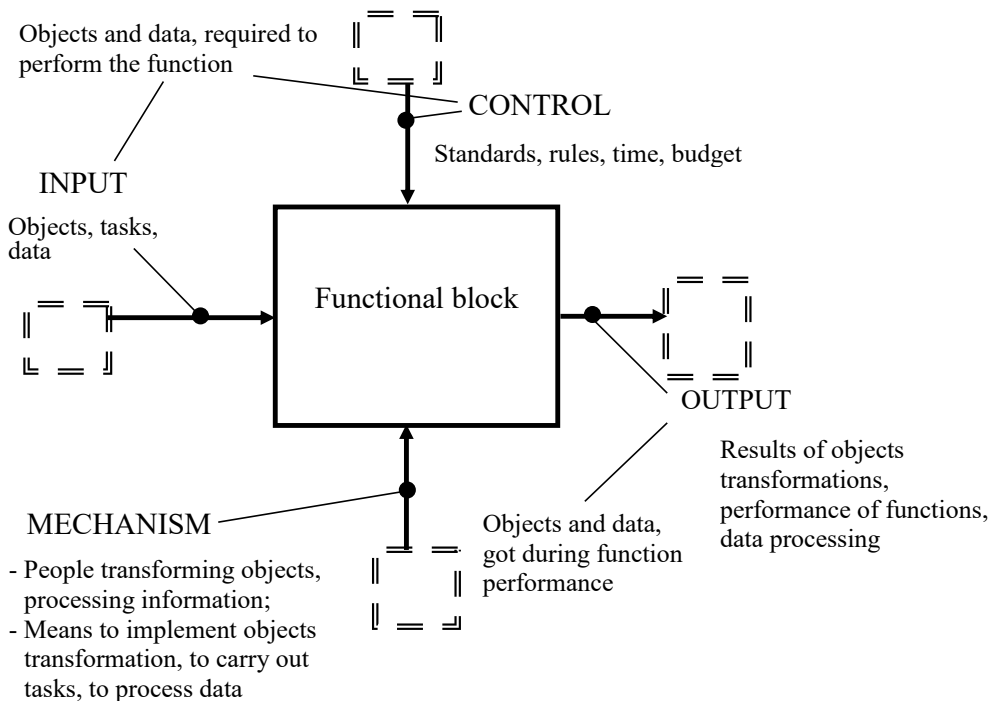 Objects and data, required to
perform the function
CONTROL
Standards, rules, time, budget
INPUT
Objects, tasks,
data
Functional block
OUTPUT
Results of objects
transformations,
performance of functions,
data processing
MECHANISM
- People transforming objects,
processing information;
- Means to implement objects
transformation, to carry out
tasks, to process data
Objects and data,
got during function
performance